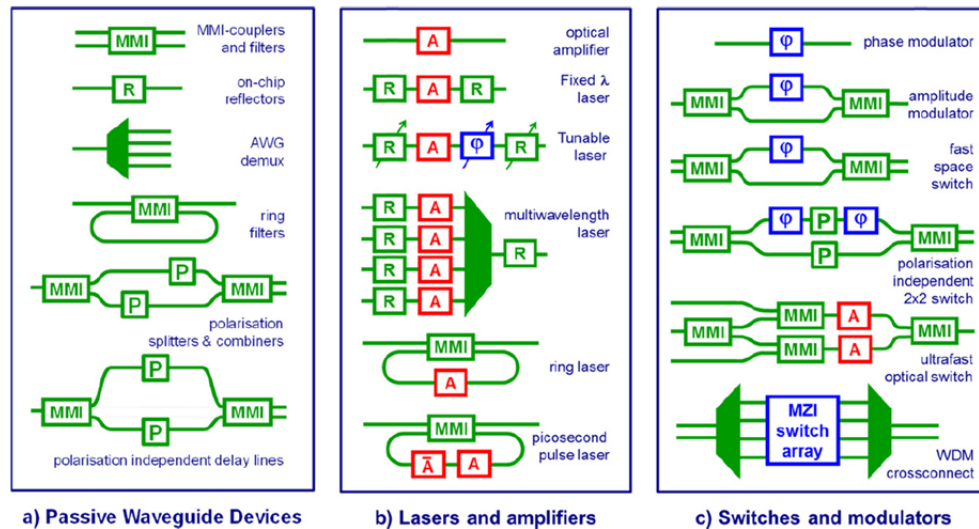 MMI
MMI-couplers
and filters
R
on-chip
reflectors
AWG
demux
MMI
ring
filters
MMI
P
P
MMI
polarisation
splitters & combiners
MMI
P
P
MMI
polarisation independent delay lines
a) Passive Waveguide Devices
A
optical
amplifier
R A R
Fixed λ
laser
R A φ R
Tunable
laser
R A
R A
R A
R A
R
multiwavelength
laser
MMI
A
ring laser
MMI
Ā A
picosecond
pulse laser
b) Lasers and amplifiers
φ
phase modulator
MMI
φ
MMI
amplitude
modulator
MMI
φ
MMI
fast
space
switch
MMI
φ P φ
P
MMI
polarisation
independent
2x2 switch
MMI
MMI A
MMI A
MMI
ultrafast
optical switch
MZI
switch
array
WDM
crossconnect
c) Switches and modulators